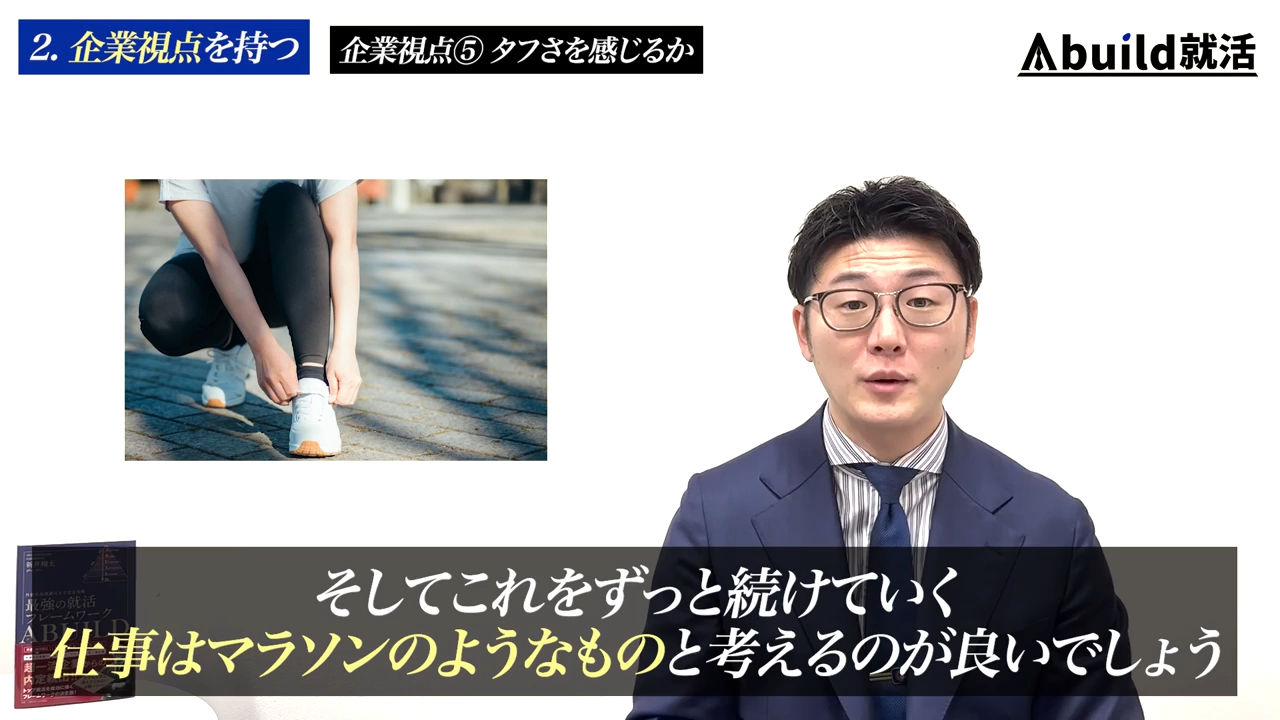 2. 企業視点を持つ
企業視点⑤ タフさを感じるか
Abuild就活
そしてこれをずっと続けていく
仕事はマラソンのようなものと考えるのが良いでしょう
最強の就活
フレームワーク
ABUILD